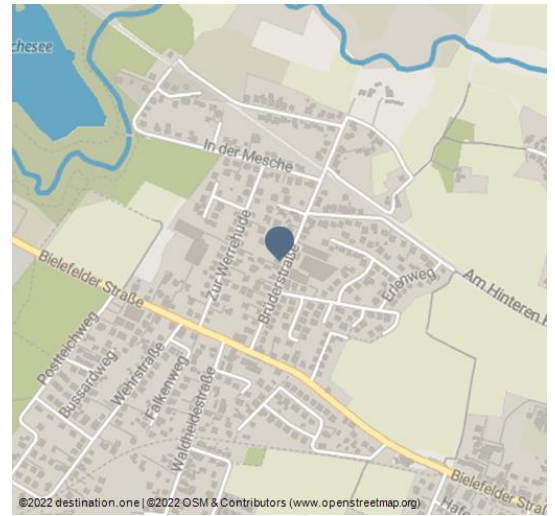 chesee
In der Mesche
Zur Werrehude
Brüderstraße
Erlenweg
Am Hinteren F
Bielefelder Straße
Postteichweg
Bussardweg
Wehrstraße
Falkenweg
Waldheidestraße
Bielefelder Straß
Hafe
©2022 destination.one | ©2022 OSM & Contributors (www.openstreetmap.org)